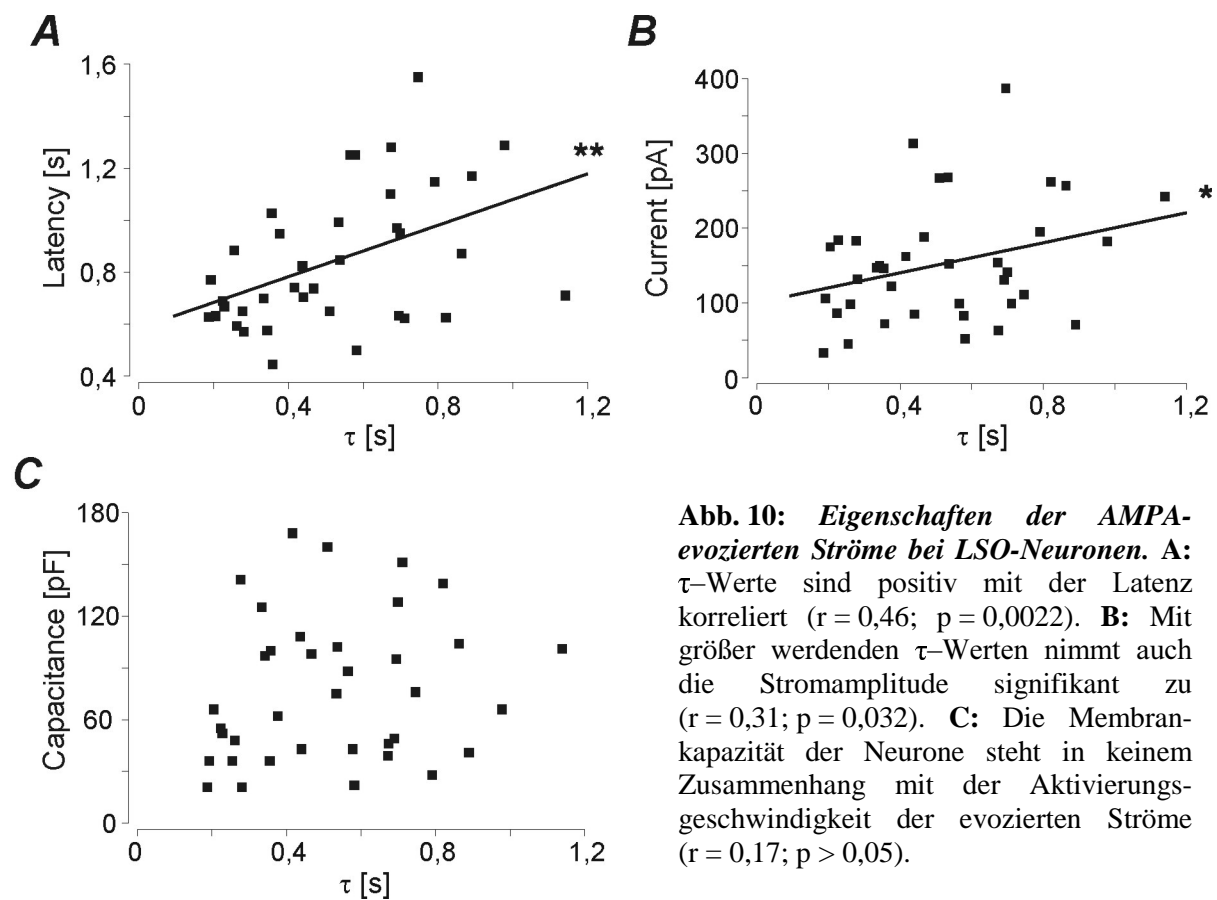 A
1,6
1,2
0,8
0,4
Latency [s]
**
0 0,4 0,8 1,2
τ [s]
B
400
300
200
100
0
Current [pA]
*
0 0,4 0,8 1,2
τ [s]
C
180
120
60
0
Capacitance [pF]
0 0,4 0,8 1,2
τ [s]
Abb. 10: Eigenschaften der AMPA-
evozierten Ströme bei LSO-Neuronen. A:
τ–Werte sind positiv mit der Latenz
korreliert (r = 0,46; p = 0,0022). B: Mit
größer werdenden τ–Werten nimmt auch
die Stromamplitude signifikant zu
(r = 0,31; p = 0,032). C: Die Membran-
kapazität der Neurone steht in keinem
Zusammenhang mit der Aktivierungs-
geschwindigkeit der evozierten Ströme
(r = 0,17; p > 0,05).